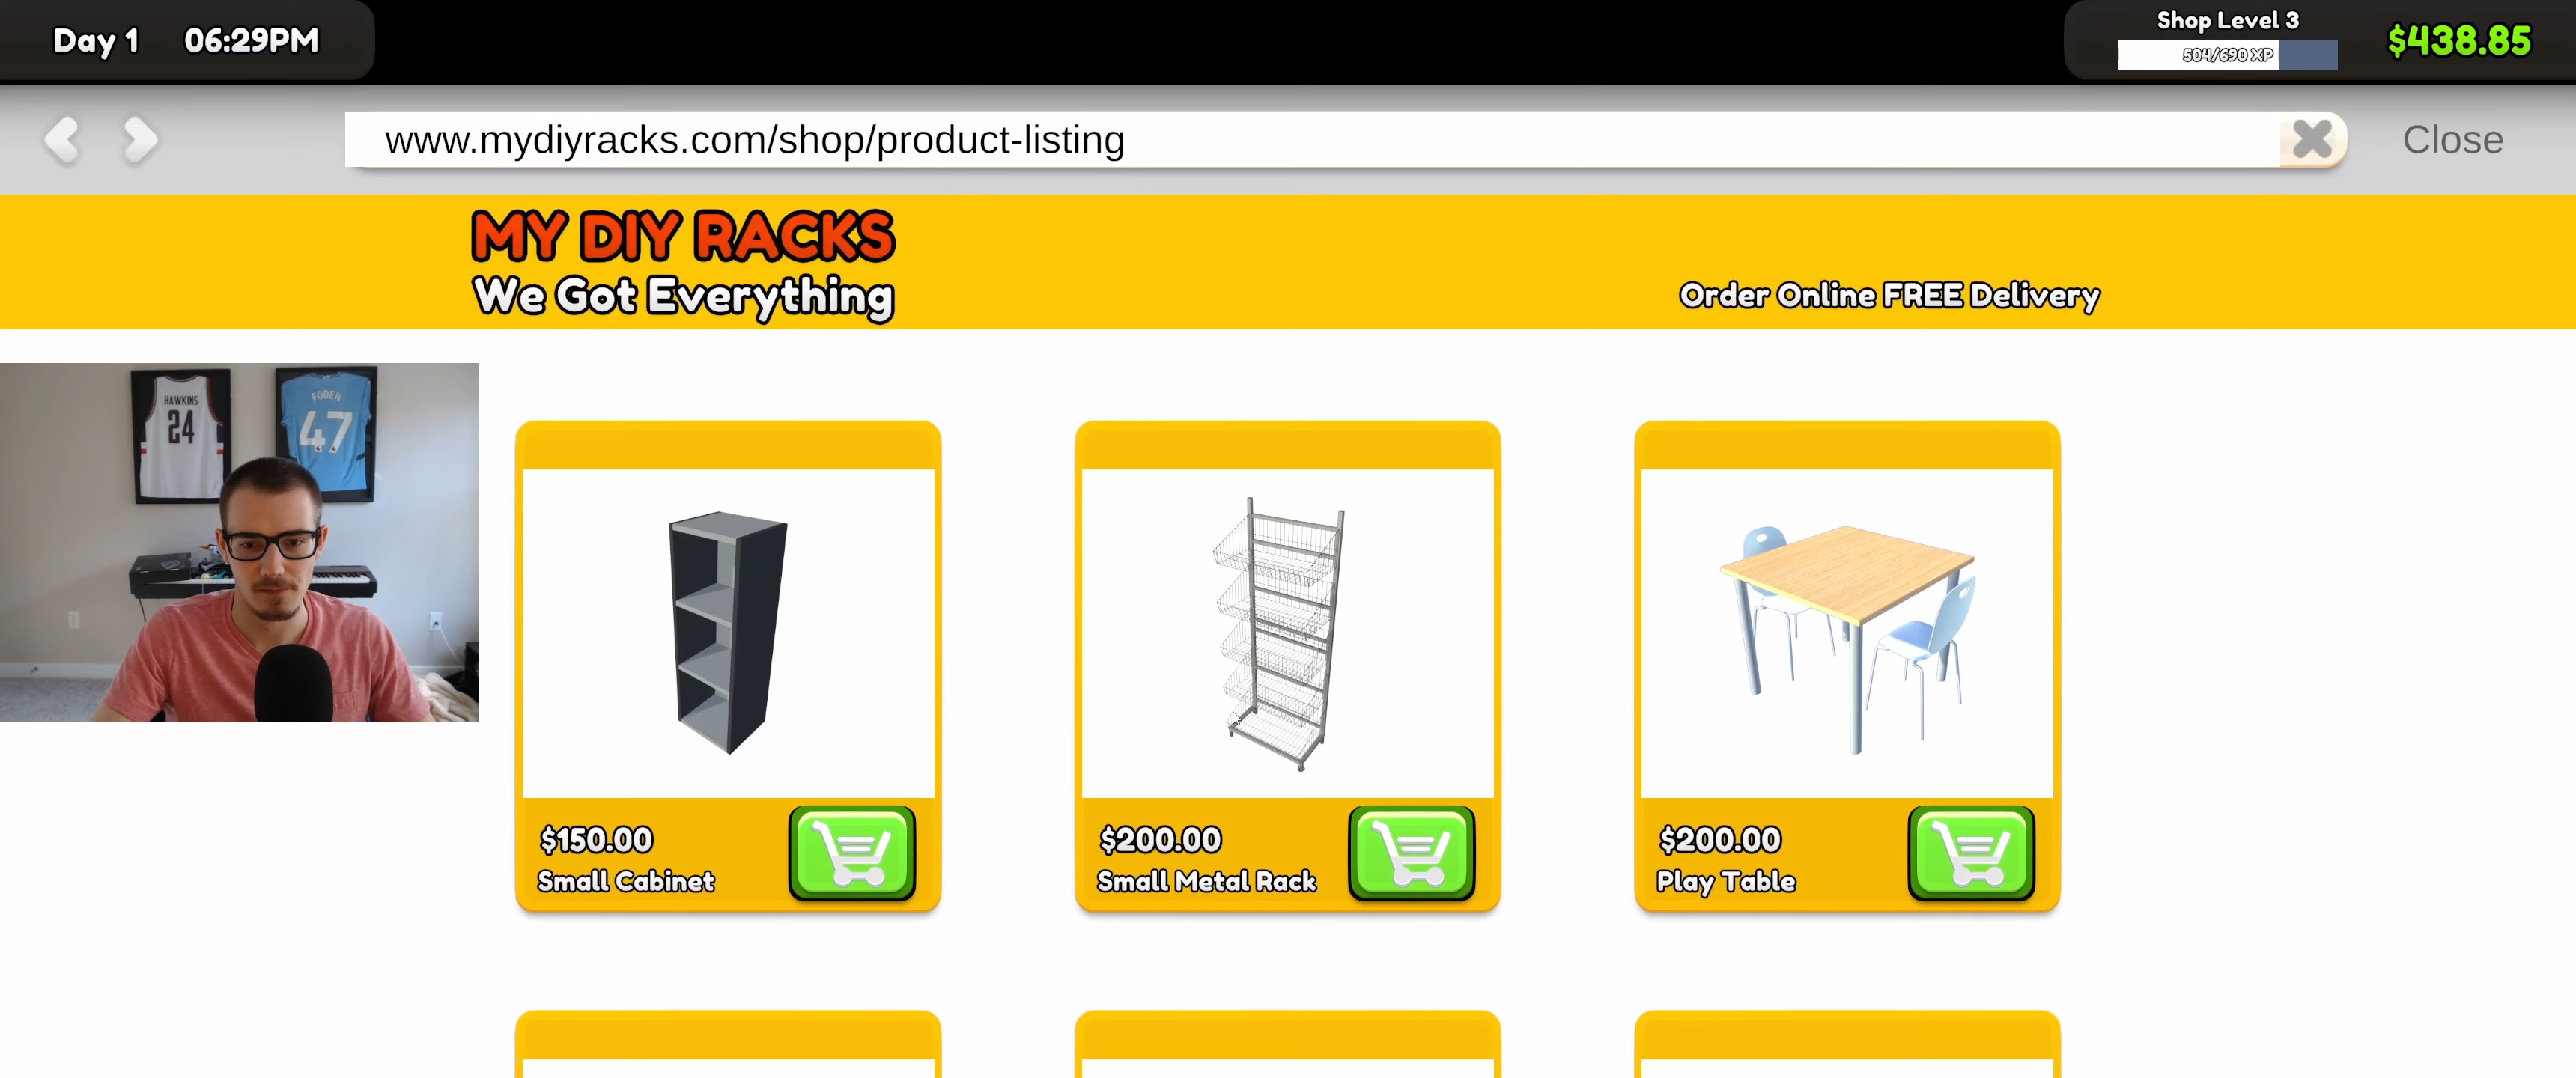 Day 1 06:29PM
Shop Level 3
504/690 XP
$438.85
www.mydiyracks.com/shop/product-listing
Close
MY DIY RACKS
We Got Everything
Order Online FREE Delivery
HAWKINS
24
FODEN
47
$150.00
Small Cabinet
$200.00
Small Metal Rack
$200.00
Play Table